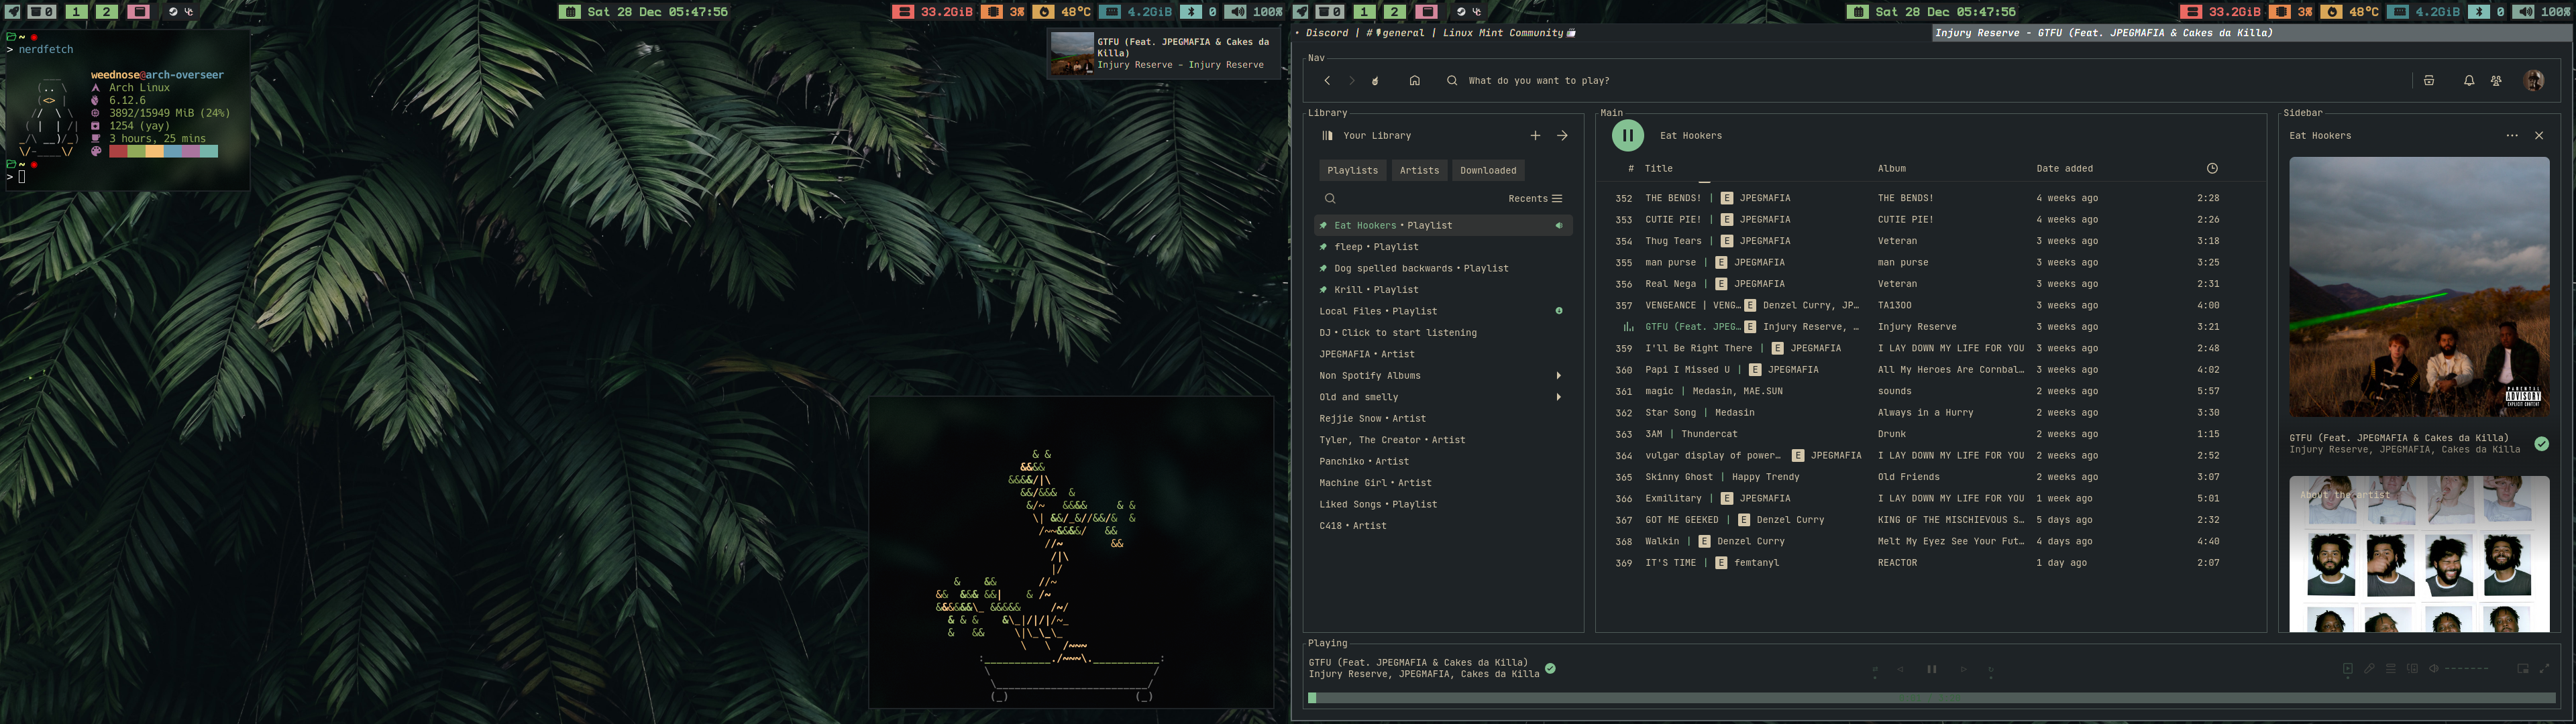 0 1 2
Sat 28 Dec 05:47:56
33.2GiB 3% 48°C 4.2GiB 0 100%
~
> nerdfetch
weednose@arch-overseer
Arch Linux
6.12.6
3892/15949 MiB (24%)
1254 (yay)
3 hours, 25 mins
~
>
GTFU (Feat. JPEGMAFIA & Cakes da
Killa)
Injury Reserve - Injury Reserve
0 1 2
Sat 28 Dec 05:47:56
33.2GiB 3% 48°C 4.2GiB 0 100%
• Discord | # general | Linux Mint Community
Injury Reserve - GTFU (Feat. JPEGMAFIA & Cakes da Killa)
Nav
What do you want to play?
Library
Your Library
Playlists Artists Downloaded
Recents
Eat Hookers • Playlist
fleep • Playlist
Dog spelled backwards • Playlist
Krill • Playlist
Local Files • Playlist
DJ • Click to start listening
JPEGMAFIA • Artist
Non Spotify Albums
Old and smelly
Rejjie Snow • Artist
Tyler, The Creator • Artist
Panchiko • Artist
Machine Girl • Artist
Liked Songs • Playlist
C418 • Artist
Main
Eat Hookers
# Title Album Date added
352 THE BENDS! | E JPEGMAFIA THE BENDS! 4 weeks ago 2:28
353 CUTIE PIE! | E JPEGMAFIA CUTIE PIE! 4 weeks ago 2:26
354 Thug Tears | E JPEGMAFIA Veteran 3 weeks ago 3:18
355 man purse | E JPEGMAFIA man purse 3 weeks ago 3:25
356 Real Nega | E JPEGMAFIA Veteran 3 weeks ago 2:31
357 VENGEANCE | VENG… E Denzel Curry, JP… TA13OO 3 weeks ago 4:00
GTFU (Feat. JPEG… E Injury Reserve, … Injury Reserve 3 weeks ago 3:21
359 I'll Be Right There | E JPEGMAFIA I LAY DOWN MY LIFE FOR YOU 3 weeks ago 2:48
360 Papi I Missed U | E JPEGMAFIA All My Heroes Are Cornbal… 3 weeks ago 4:02
361 magic | Medasin, MAE.SUN sounds 2 weeks ago 5:57
362 Star Song | Medasin Always in a Hurry 2 weeks ago 3:30
363 3AM | Thundercat Drunk 2 weeks ago 1:15
364 vulgar display of power… E JPEGMAFIA I LAY DOWN MY LIFE FOR YOU 2 weeks ago 2:52
365 Skinny Ghost | Happy Trendy Old Friends 2 weeks ago 3:07
366 Exmilitary | E JPEGMAFIA I LAY DOWN MY LIFE FOR YOU 1 week ago 5:01
367 GOT ME GEEKED | E Denzel Curry KING OF THE MISCHIEVOUS S… 5 days ago 2:32
368 Walkin | E Denzel Curry Melt My Eyez See Your Fut… 4 days ago 4:40
369 IT'S TIME | E femtanyl REACTOR 1 day ago 2:07
Sidebar
Eat Hookers
PARENTAL
ADVISORY
EXPLICIT CONTENT
GTFU (Feat. JPEGMAFIA & Cakes da Killa)
Injury Reserve, JPEGMAFIA, Cakes da Killa
About the artist
Playing
GTFU (Feat. JPEGMAFIA & Cakes da Killa)
Injury Reserve, JPEGMAFIA, Cakes da Killa